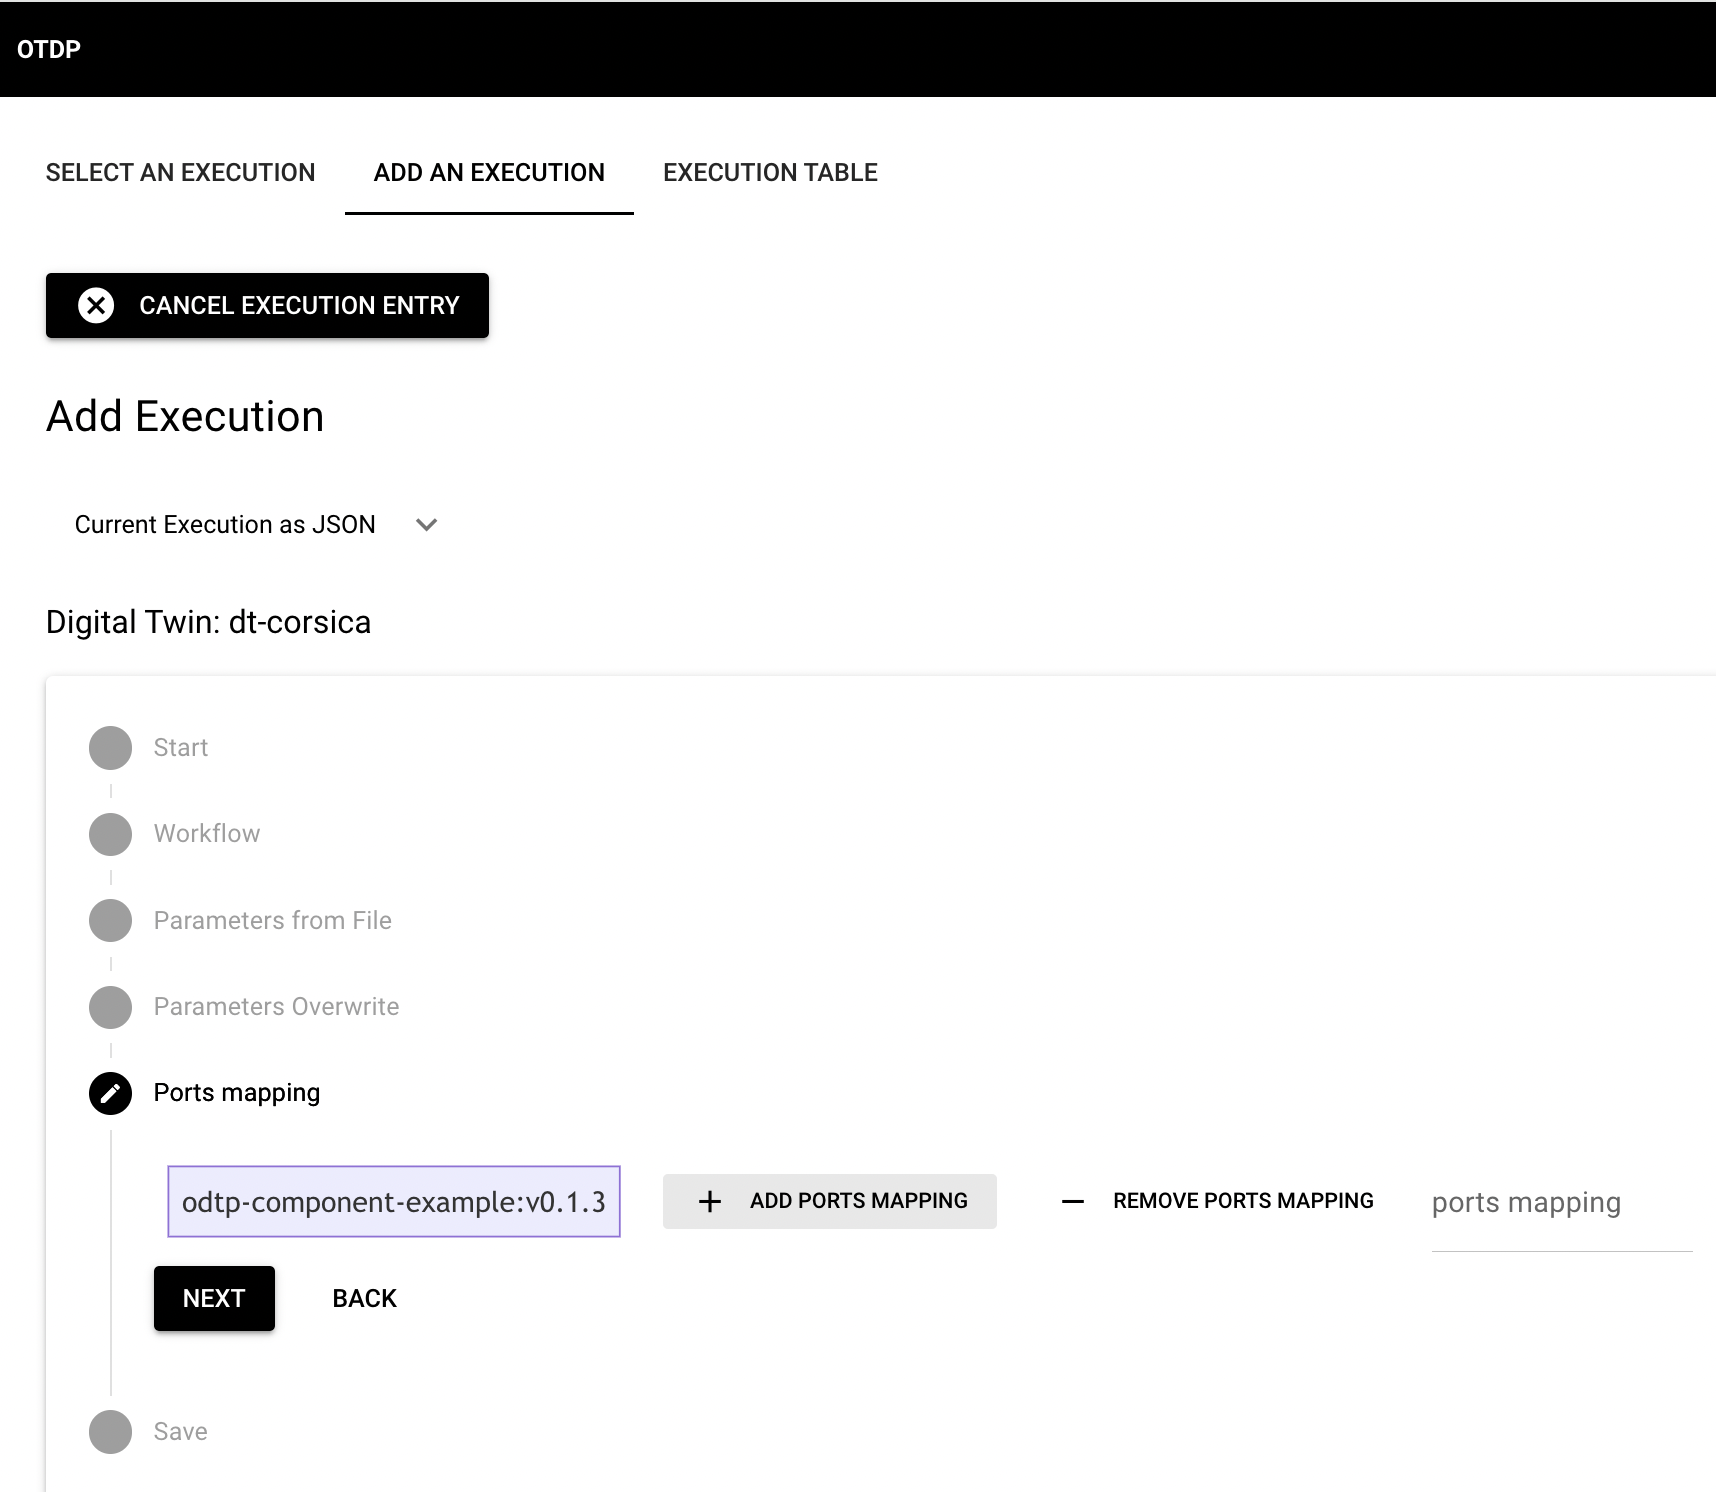 OTDP
SELECT AN EXECUTION ADD AN EXECUTION EXECUTION TABLE
CANCEL EXECUTION ENTRY
Add Execution
Current Execution as JSON
Digital Twin: dt-corsica
Start
Workflow
Parameters from File
Parameters Overwrite
Ports mapping
odtp-component-example:v0.1.3 ADD PORTS MAPPING REMOVE PORTS MAPPING ports mapping
NEXT BACK
Save